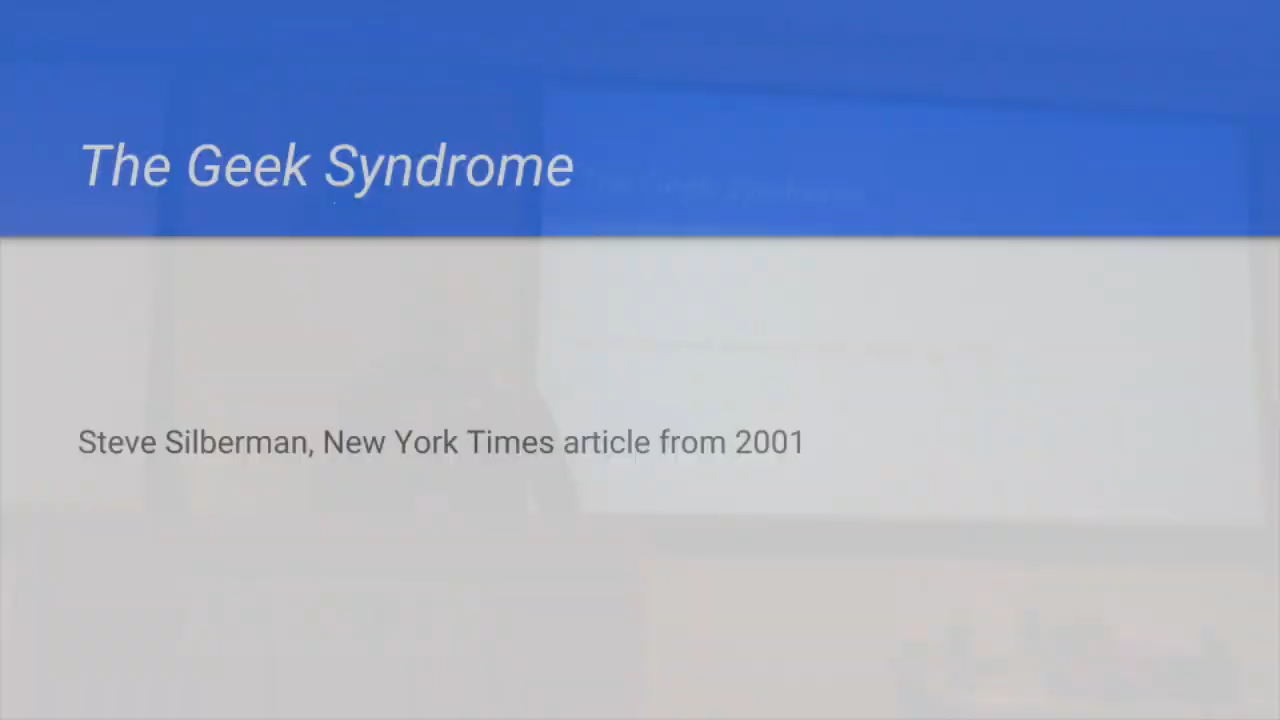 The Geek Syndrome
Steve Silberman, New York Times article from 2001